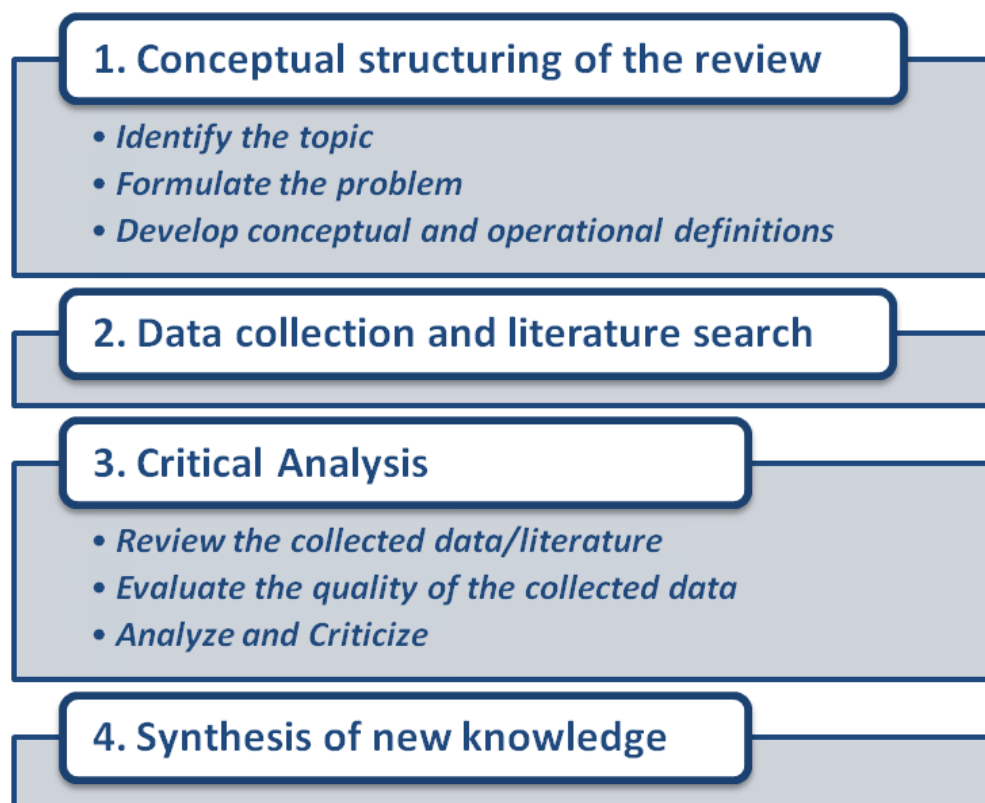 1. Conceptual structuring of the review
• Identify the topic
• Formulate the problem
• Develop conceptual and operational definitions
2. Data collection and literature search
3. Critical Analysis
• Review the collected data/literature
• Evaluate the quality of the collected data
• Analyze and Criticize
4. Synthesis of new knowledge